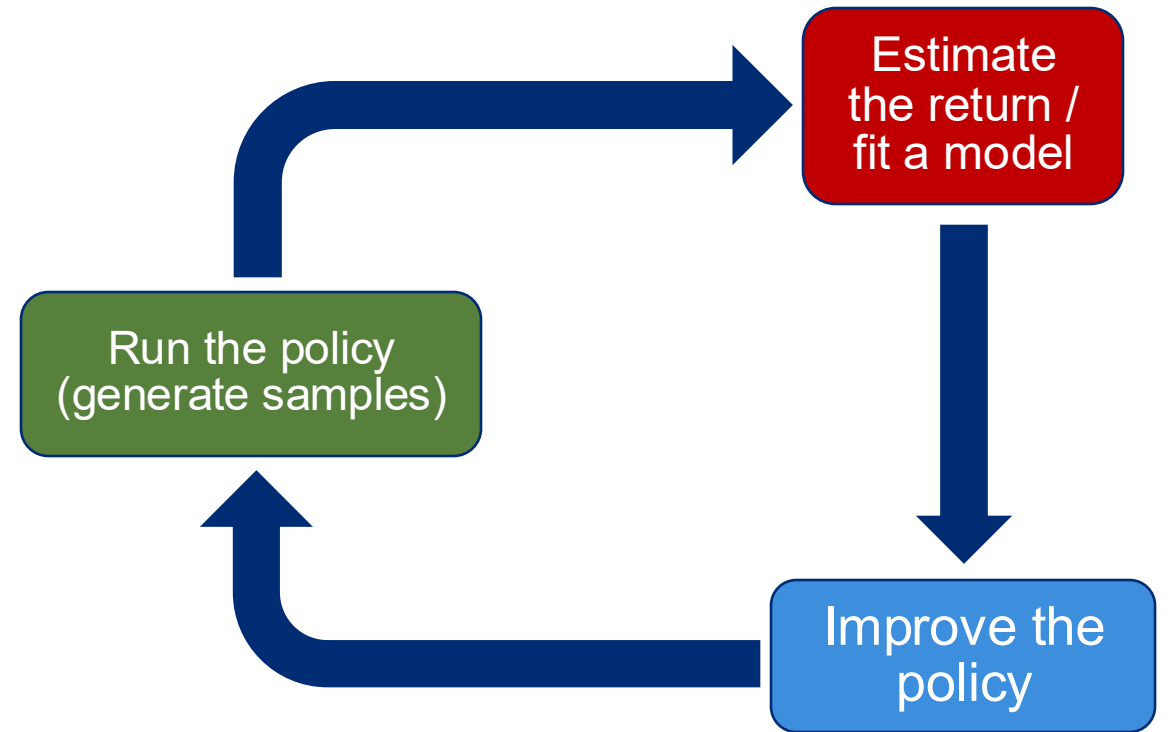 Estimate
the return /
fit a model
Run the policy
(generate samples)
Improve the
policy